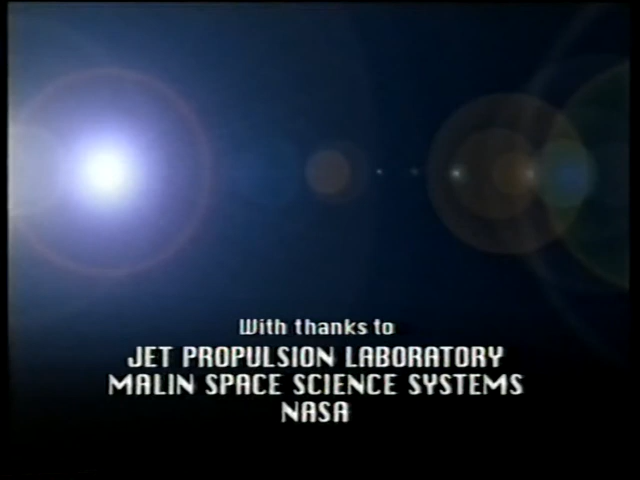 With thanks to
JET PROPULSION LABORATORY
MALIN SPACE SCIENCE SYSTEMS
NASA